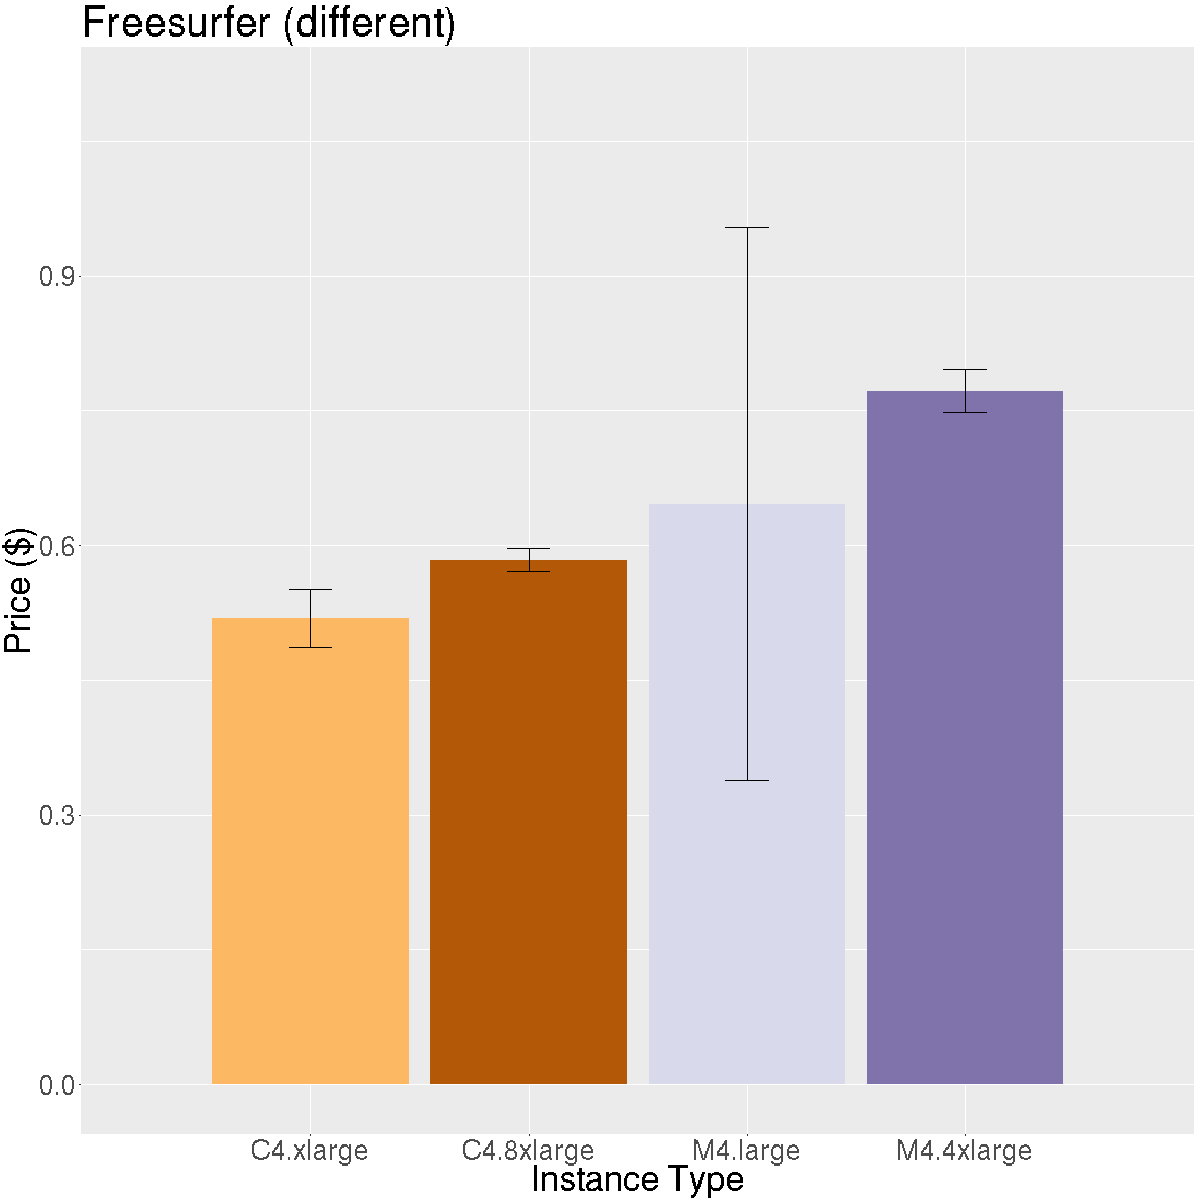 Freesurfer (different)
Price ($)
0.9
0.6
0.3
0.0
C4.xlarge C4.8xlarge M4.large M4.4xlarge
Instance Type